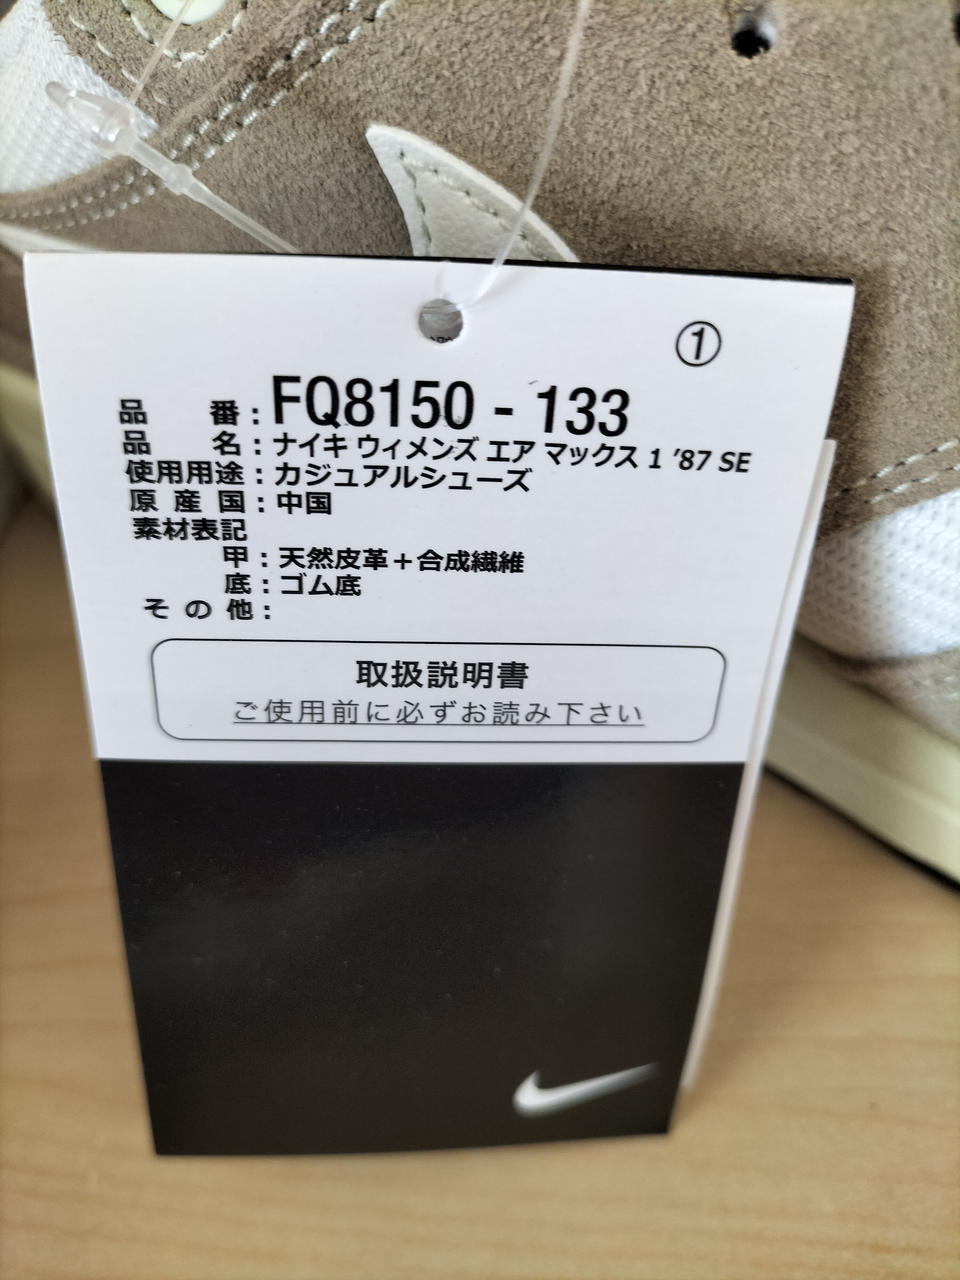 ①
品 番：FQ8150 - 133
品 名：ナイキ ウィメンズ エア マックス 1 '87 SE
使用用途：カジュアルシューズ
原 産 国：中国
素材表記
甲：天然皮革＋合成繊維
底：ゴム底
そ の 他：
取扱説明書
ご使用前に必ずお読み下さい